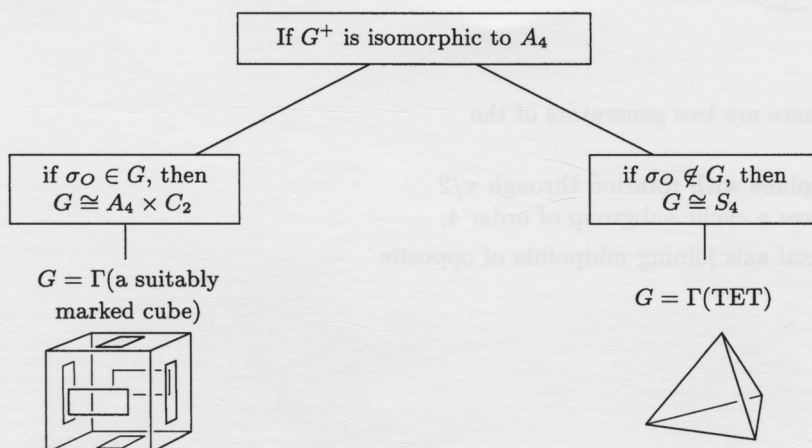 If G⁺ is isomorphic to A₄
if σ_O ∈ G, then
G ≅ A₄ × C₂
if σ_O ∉ G, then
G ≅ S₄
G = Γ(a suitably
marked cube)
G = Γ(TET)